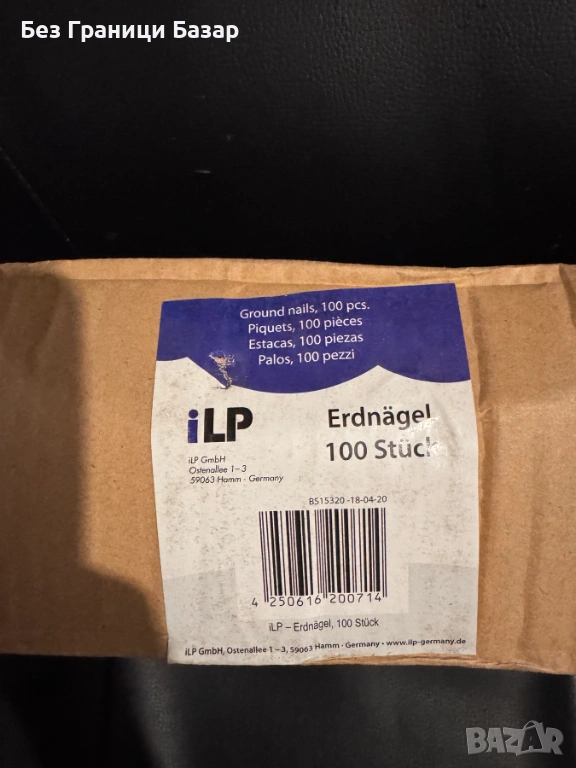 Без Граници Базар
Ground nails, 100 pcs.
Piquets, 100 pièces
Estacas, 100 piezas
Palos, 100 pezzi
iLP
Erdnägel
100 Stück
iLP GmbH
Ostenallee 1–3
59063 Hamm · Germany
BS15320 -18-04-20
4 250616 200714
iLP – Erdnägel, 100 Stück
iLP GmbH, Ostenallee 1–3, 59063 Hamm · Germany · www.ilp-germany.de
BAZAR